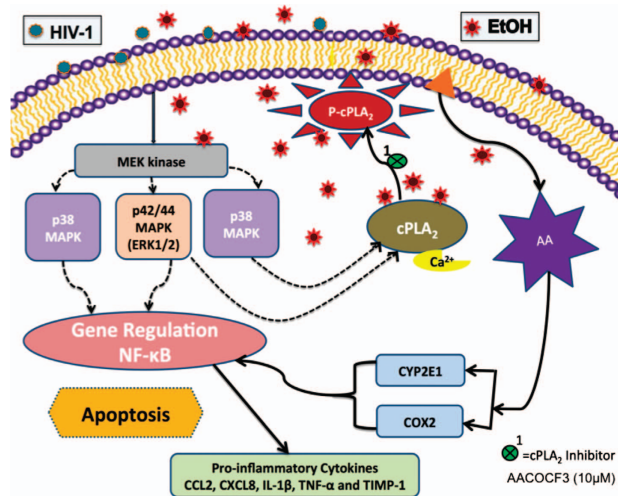 HIV-1
EtOH
P-cPLA₂
1
MEK kinase
p38
MAPK
p42/44
MAPK
(ERK1/2)
p38
MAPK
cPLA₂
Ca²⁺
AA
Gene Regulation
NF-κB
CYP2E1
COX2
Apoptosis
Pro-inflammatory Cytokines
CCL2, CXCL8, IL-1β, TNF-α and TIMP-1
1
=cPLA₂ Inhibitor
AACOCF3 (10μM)